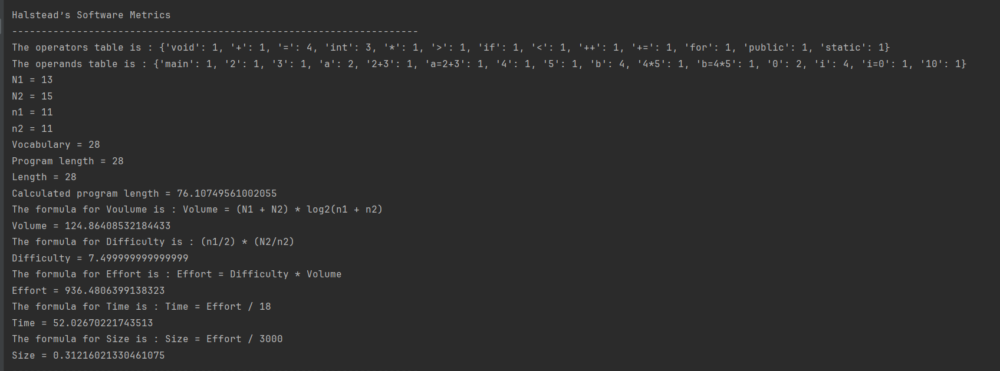 Halstead’s Software Metrics
---------------------------------------------------------------------
The operators table is : {'void': 1, '+': 1, '=': 4, 'int': 3, '*': 1, '>': 1, 'if': 1, '<': 1, '++': 1, '+=': 1, 'for': 1, 'public': 1, 'static': 1}
The operands table is : {'main': 1, '2': 1, '3': 1, 'a': 2, '2+3': 1, 'a=2+3': 1, '4': 1, '5': 1, 'b': 4, '4*5': 1, 'b=4*5': 1, '0': 2, 'i': 4, 'i=0': 1, '10': 1}
N1 = 13
N2 = 15
n1 = 11
n2 = 11
Vocabulary = 28
Program length = 28
Length = 28
Calculated program length = 76.10749561002055
The formula for Voulume is : Volume = (N1 + N2) * log2(n1 + n2)
Volume = 124.86408532184433
The formula for Difficulty is : (n1/2) * (N2/n2)
Difficulty = 7.499999999999999
The formula for Effort is : Effort = Difficulty * Volume
Effort = 936.4806399138323
The formula for Time is : Time = Effort / 18
Time = 52.02670221743513
The formula for Size is : Size = Effort / 3000
Size = 0.31216021330461075